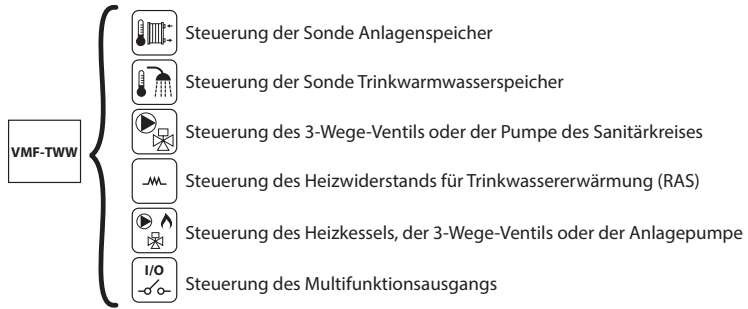 Steuerung der Sonde Anlagenspeicher
Steuerung der Sonde Trinkwarmwasserspeicher
Steuerung des 3-Wege-Ventils oder der Pumpe des Sanitärkreises
VMF-TWW
Steuerung des Heizwiderstands für Trinkwassererwärmung (RAS)
Steuerung des Heizkessels, der 3-Wege-Ventils oder der Anlagepumpe
I/O
Steuerung des Multifunktionsausgangs